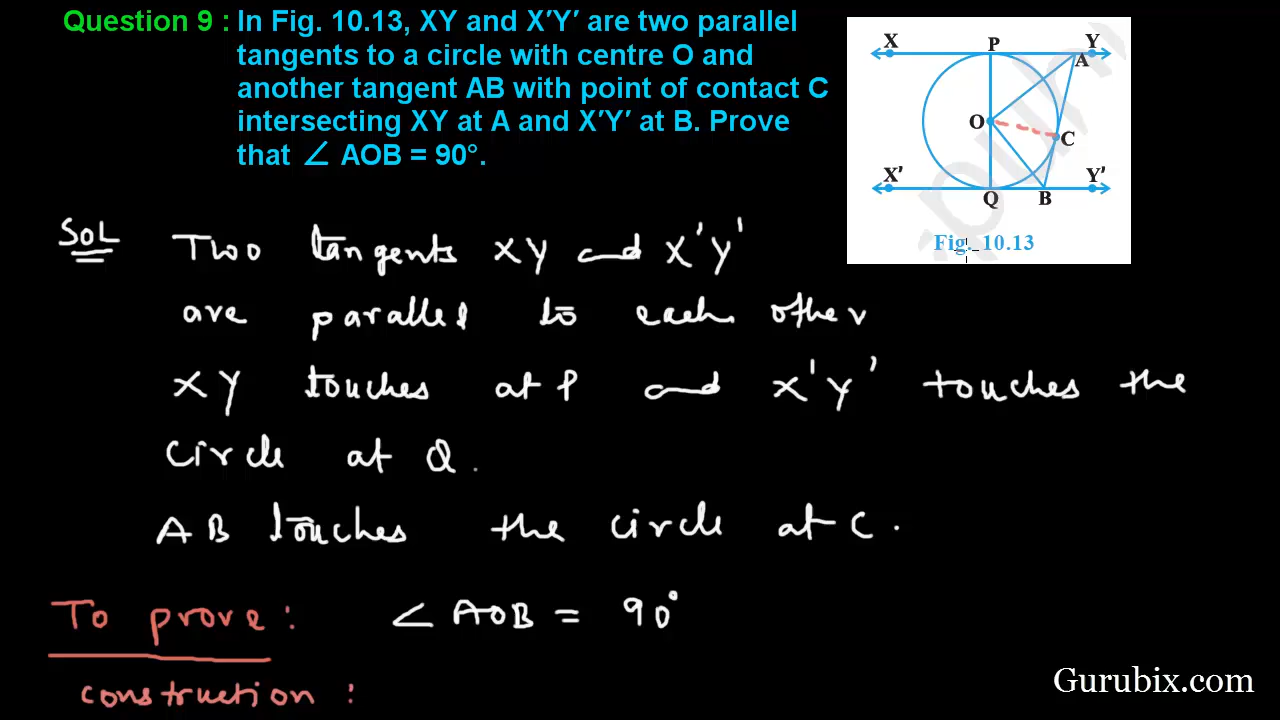 Question 9 : In Fig. 10.13, XY and X′Y′ are two parallel
tangents to a circle with centre O and
another tangent AB with point of contact C
intersecting XY at A and X′Y′ at B. Prove
that ∠ AOB = 90°.
X P Y
A
O
C
X' Y'
Q B
Fig. 10.13
SOL Two tangents XY and X'Y'
are parallel to each other
XY touches at P and X'Y' touches the
circle at Q.
AB touches the circle at C.
To prove: ∠ AOB = 90°
construction :
Gurubix.com